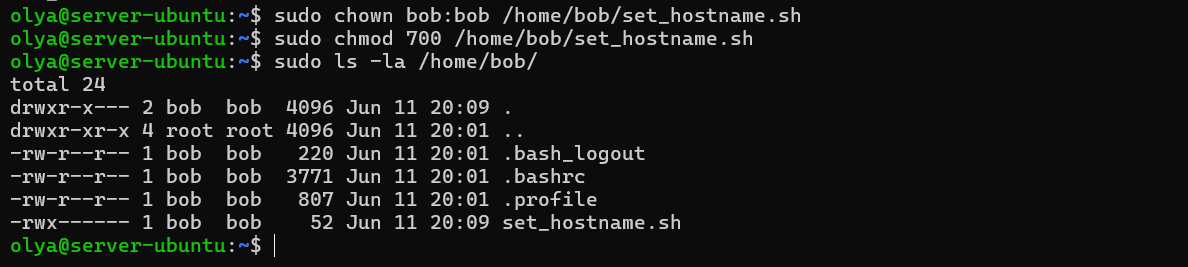 olya@server-ubuntu:~$ sudo chown bob:bob /home/bob/set_hostname.sh
olya@server-ubuntu:~$ sudo chmod 700 /home/bob/set_hostname.sh
olya@server-ubuntu:~$ sudo ls -la /home/bob/
total 24
drwxr-x--- 2 bob  bob  4096 Jun 11 20:09 .
drwxr-xr-x 4 root root 4096 Jun 11 20:01 ..
-rw-r--r-- 1 bob  bob   220 Jun 11 20:01 .bash_logout
-rw-r--r-- 1 bob  bob  3771 Jun 11 20:01 .bashrc
-rw-r--r-- 1 bob  bob   807 Jun 11 20:01 .profile
-rwx------ 1 bob  bob    52 Jun 11 20:09 set_hostname.sh
olya@server-ubuntu:~$